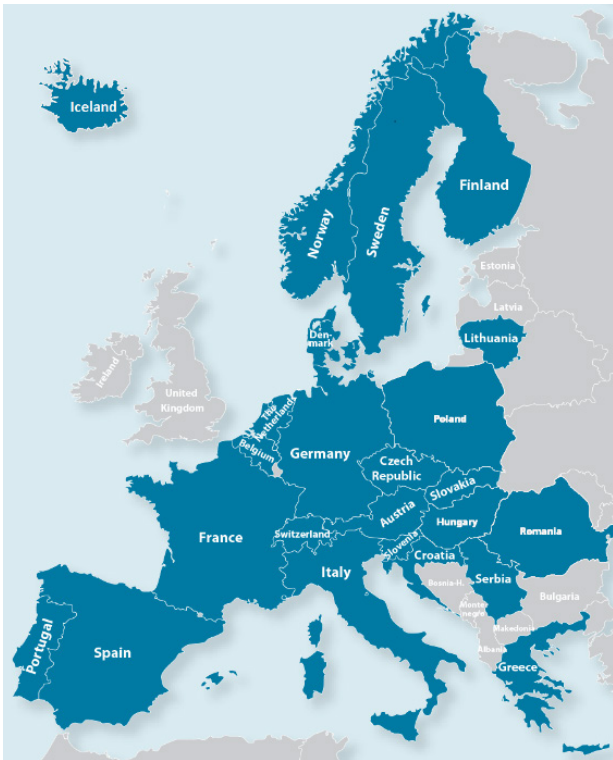 Iceland
Norway
Sweden
Finland
Estonia
Latvia
Lithuania
Den-
mark
Ireland
United
Kingdom
The
Netherlands
Belgium
Germany
Poland
Czech
Republic
Slovakia
Austria
Hungary
Romania
France
Switzerland
Slovenia
Croatia
Italy
Bosnia-H.
Serbia
Monte-
negro
Bulgaria
Makedonia
Albania
Greece
Portugal
Spain